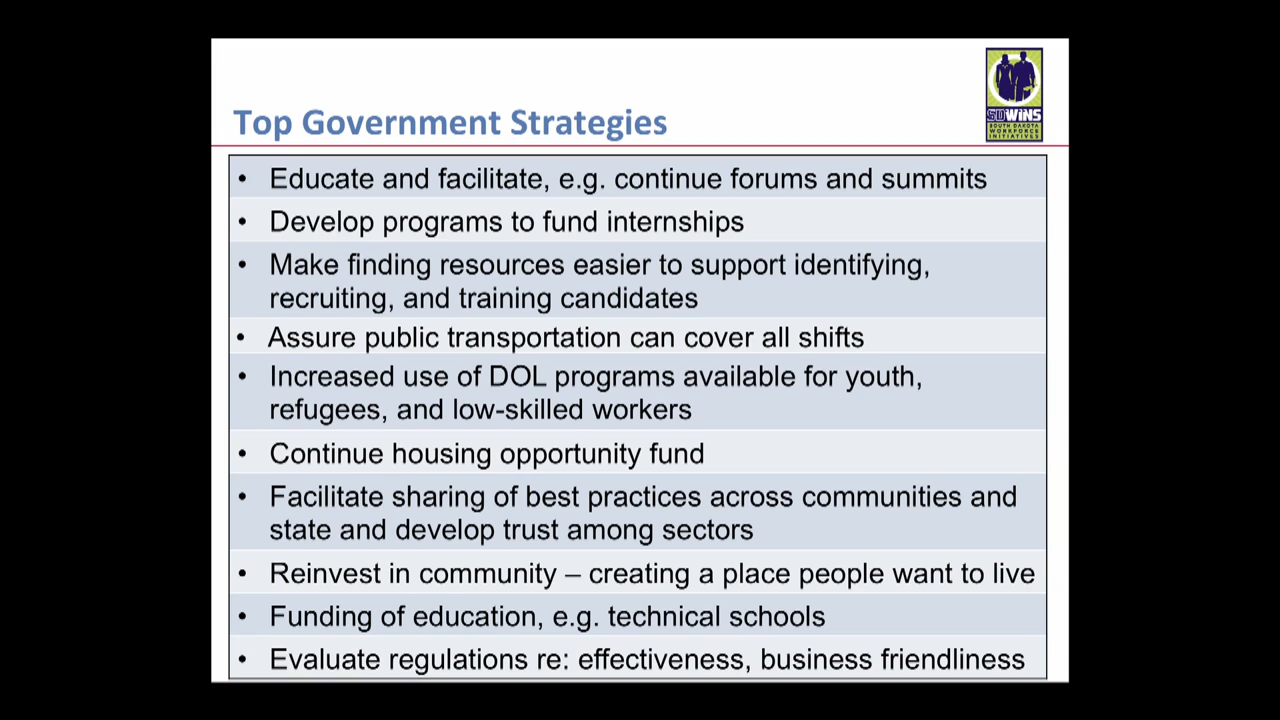 SDWINS
SOUTH DAKOTA
WORKFORCE
INITIATIVES
Top Government Strategies
• Educate and facilitate, e.g. continue forums and summits
• Develop programs to fund internships
• Make finding resources easier to support identifying,
recruiting, and training candidates
• Assure public transportation can cover all shifts
• Increased use of DOL programs available for youth,
refugees, and low-skilled workers
• Continue housing opportunity fund
• Facilitate sharing of best practices across communities and
state and develop trust among sectors
• Reinvest in community – creating a place people want to live
• Funding of education, e.g. technical schools
• Evaluate regulations re: effectiveness, business friendliness